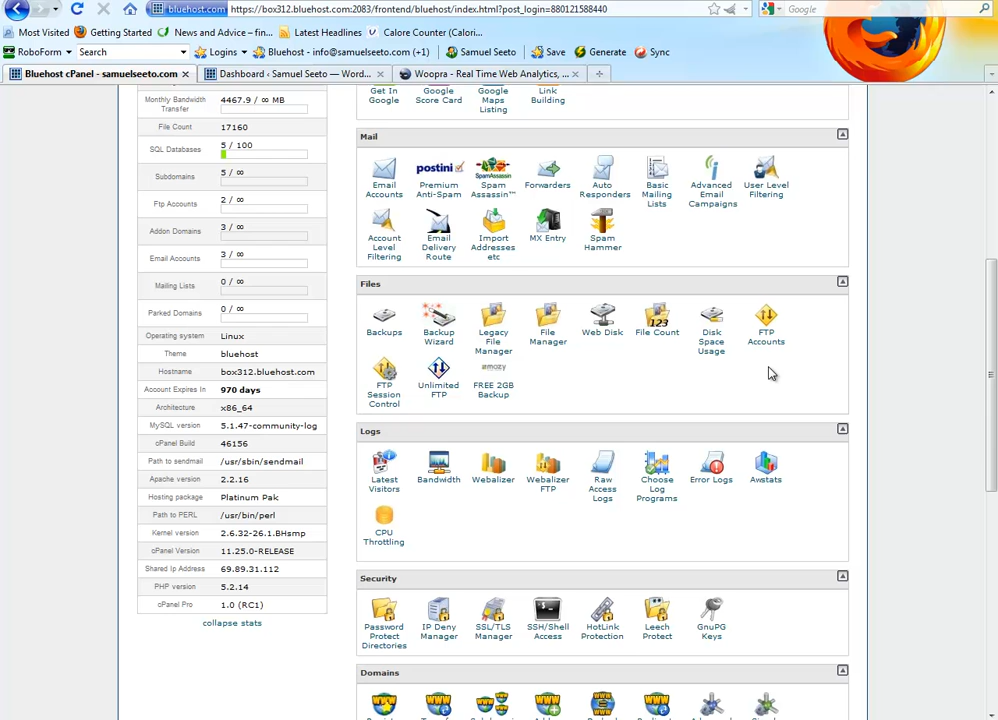 bluehost.com https://box312.bluehost.com:2083/frontend/bluehost/index.html?post_login=880121588440
Google
Most Visited Getting Started News and Advice – fin... Latest Headlines Calore Counter (Calori...
RoboForm Search Logins Bluehost - info@samuelseeto.com (+1) Samuel Seeto Save Generate Sync
Bluehost cPanel - samuelseeto.com Dashboard ‹ Samuel Seeto — Word... Woopra - Real Time Web Analytics, ...
Monthly Bandwidth Transfer 4467.9 / ∞ MB
File Count 17160
SQL Databases 5 / 100
Subdomains 5 / ∞
Ftp Accounts 2 / ∞
Addon Domains 3 / ∞
Email Accounts 3 / ∞
Mailing Lists 0 / ∞
Parked Domains 0 / ∞
Operating system Linux
Theme bluehost
Hostname box312.bluehost.com
Account Expires In 970 days
Architecture x86_64
MySQL version 5.1.47-community-log
cPanel Build 46156
Path to sendmail /usr/sbin/sendmail
Apache version 2.2.16
Hosting package Platinum Pak
Path to PERL /usr/bin/perl
Kernel version 2.6.32-26.1.BHsmp
cPanel Version 11.25.0-RELEASE
Shared Ip Address 69.89.31.112
PHP version 5.2.14
cPanel Pro 1.0 (RC1)
collapse stats
Get In Google
Google Score Card
Google Maps Listing
Link Building
Mail
Email Accounts
postini
Premium Anti-Spam
SpamAssassin
Spam Assassin™
Forwarders
Auto Responders
Basic Mailing Lists
Advanced Email Campaigns
User Level Filtering
Account Level Filtering
Email Delivery Route
Import Addresses etc
MX Entry
Spam Hammer
Files
Backups
Backup Wizard
Legacy File Manager
File Manager
Web Disk
123
File Count
Disk Space Usage
FTP Accounts
FTP Session Control
Unlimited FTP
mozy
FREE 2GB Backup
Logs
Latest Visitors
Bandwidth
Webalizer
Webalizer FTP
Raw Access Logs
Choose Log Programs
Error Logs
Awstats
CPU Throttling
Security
Password Protect Directories
IP Deny Manager
SSL/TLS Manager
SSH/Shell Access
HotLink Protection
Leech Protect
GnuPG Keys
Domains